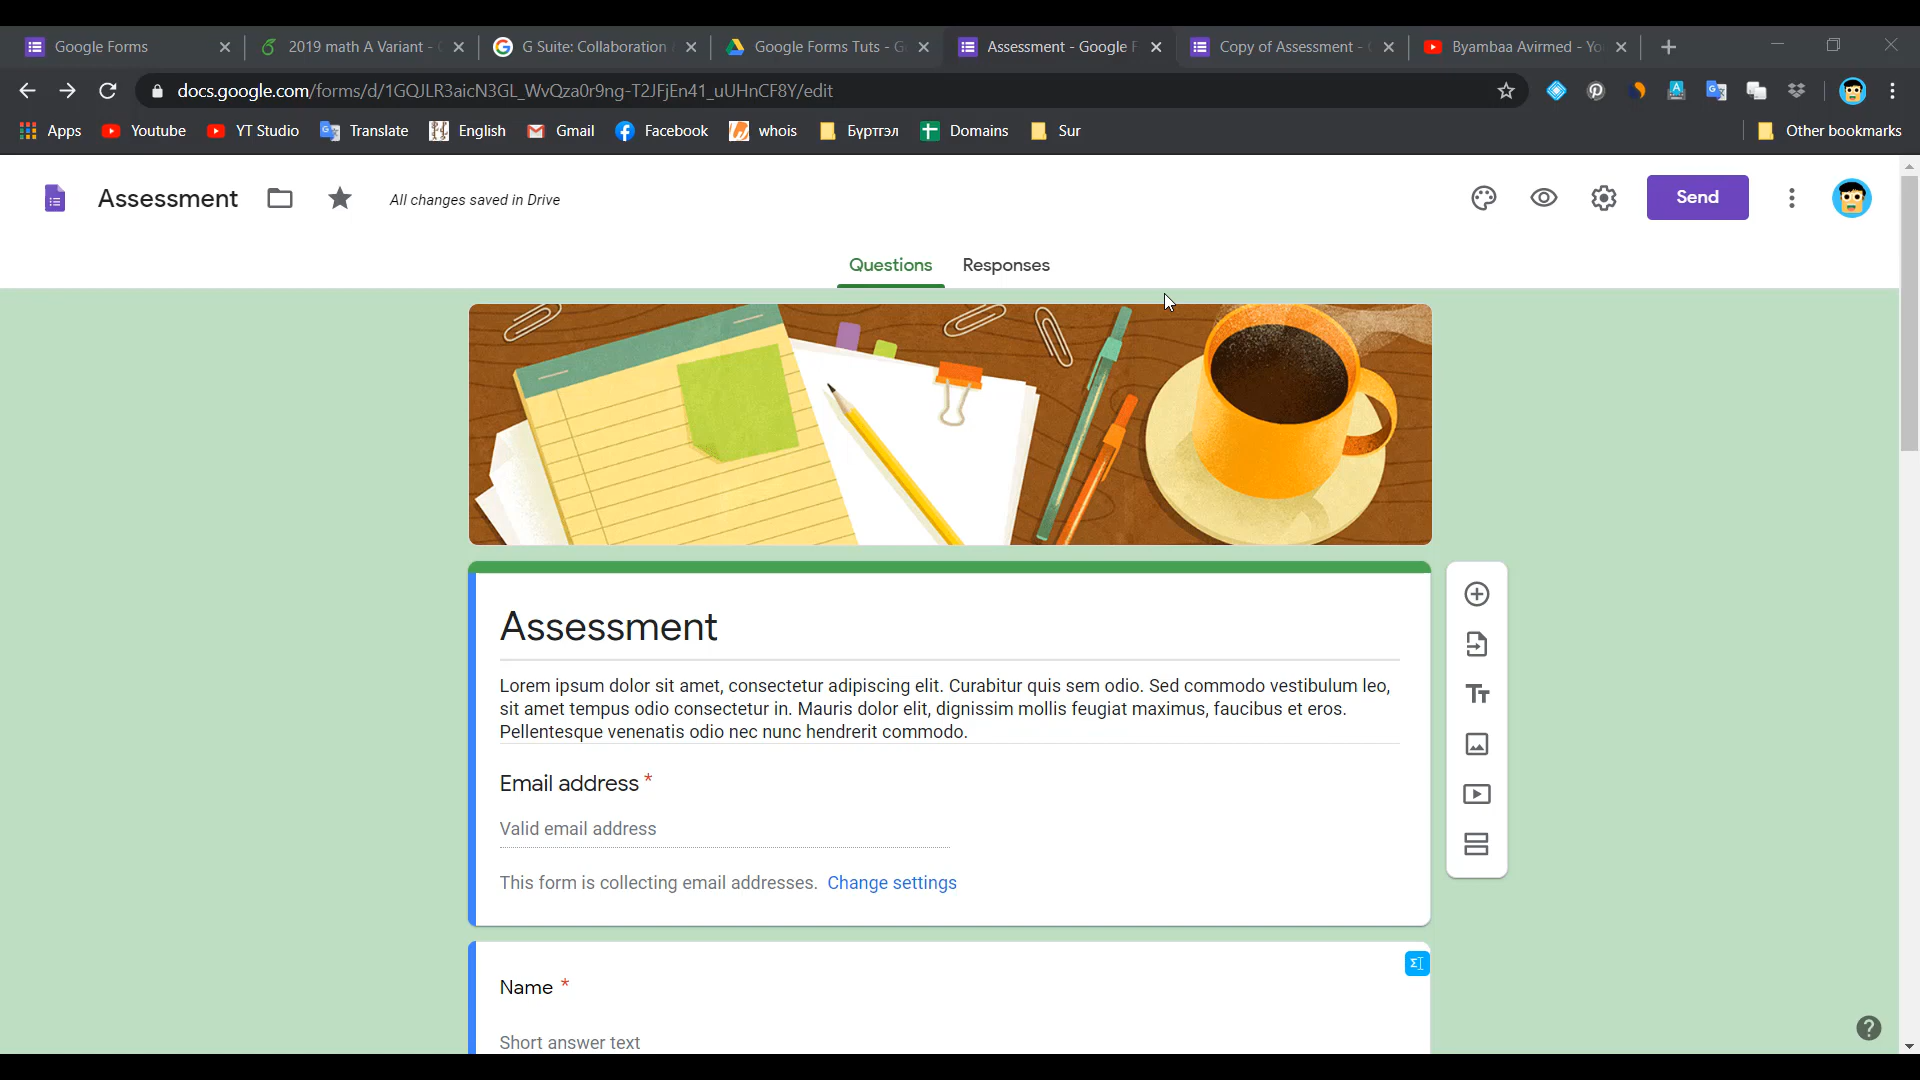 Google Forms
2019 math A Variant -
G Suite: Collaboration
Google Forms Tuts - G
Assessment - Google F
Copy of Assessment -
Byambaa Avirmed - Yo
docs.google.com/forms/d/1GQJLR3aicN3GL_WvQza0r9ng-T2JFjEn41_uUHnCF8Y/edit
Apps
Youtube
YT Studio
Translate
English
Gmail
Facebook
whois
Бүртгэл
Domains
Sur
Other bookmarks
Assessment
All changes saved in Drive
Send
Questions
Responses
Assessment
Lorem ipsum dolor sit amet, consectetur adipiscing elit. Curabitur quis sem odio. Sed commodo vestibulum leo,
sit amet tempus odio consectetur in. Mauris dolor elit, dignissim mollis feugiat maximus, faucibus et eros.
Pellentesque venenatis odio nec nunc hendrerit commodo.
Email address *
Valid email address
This form is collecting email addresses. Change settings
Name *
Short answer text